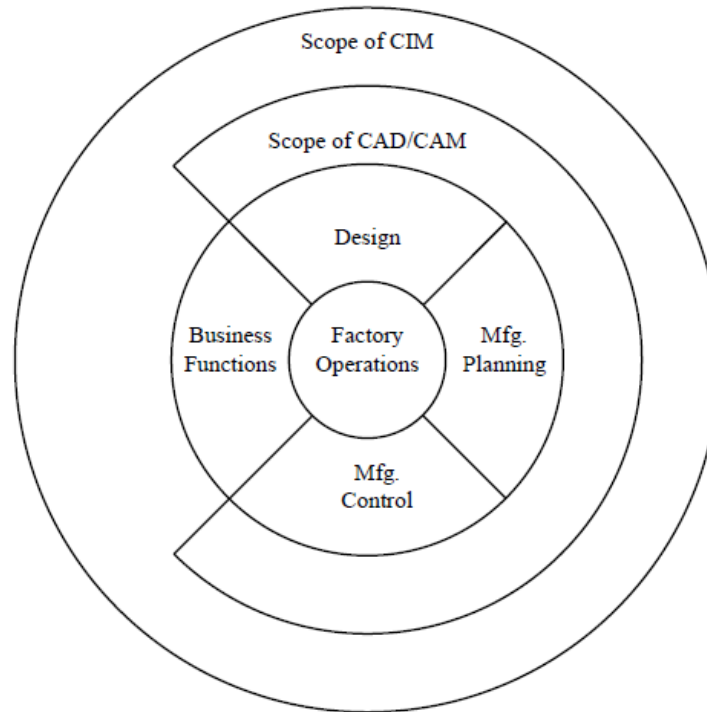 Scope of CIM
Scope of CAD/CAM
Design
Business
Functions
Factory
Operations
Mfg.
Planning
Mfg.
Control